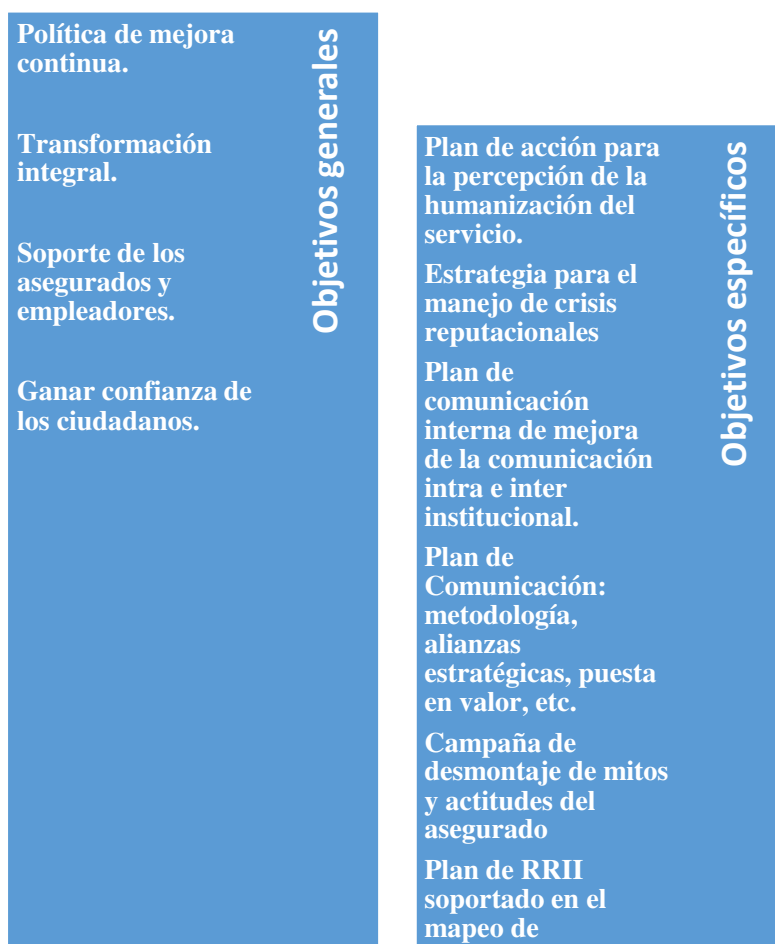 Política de mejora
continua.
Transformación
integral.
Soporte de los
asegurados y
empleadores.
Ganar confianza de
los ciudadanos.
Objetivos generales
Plan de acción para
la percepción de la
humanización del
servicio.
Estrategia para el
manejo de crisis
reputacionales
Plan de
comunicación
interna de mejora
de la comunicación
intra e inter
institucional.
Plan de
Comunicación:
metodología,
alianzas
estratégicas, puesta
en valor, etc.
Campaña de
desmontaje de mitos
y actitudes del
asegurado
Plan de RRII
soportado en el
mapeo de
Objetivos específicos